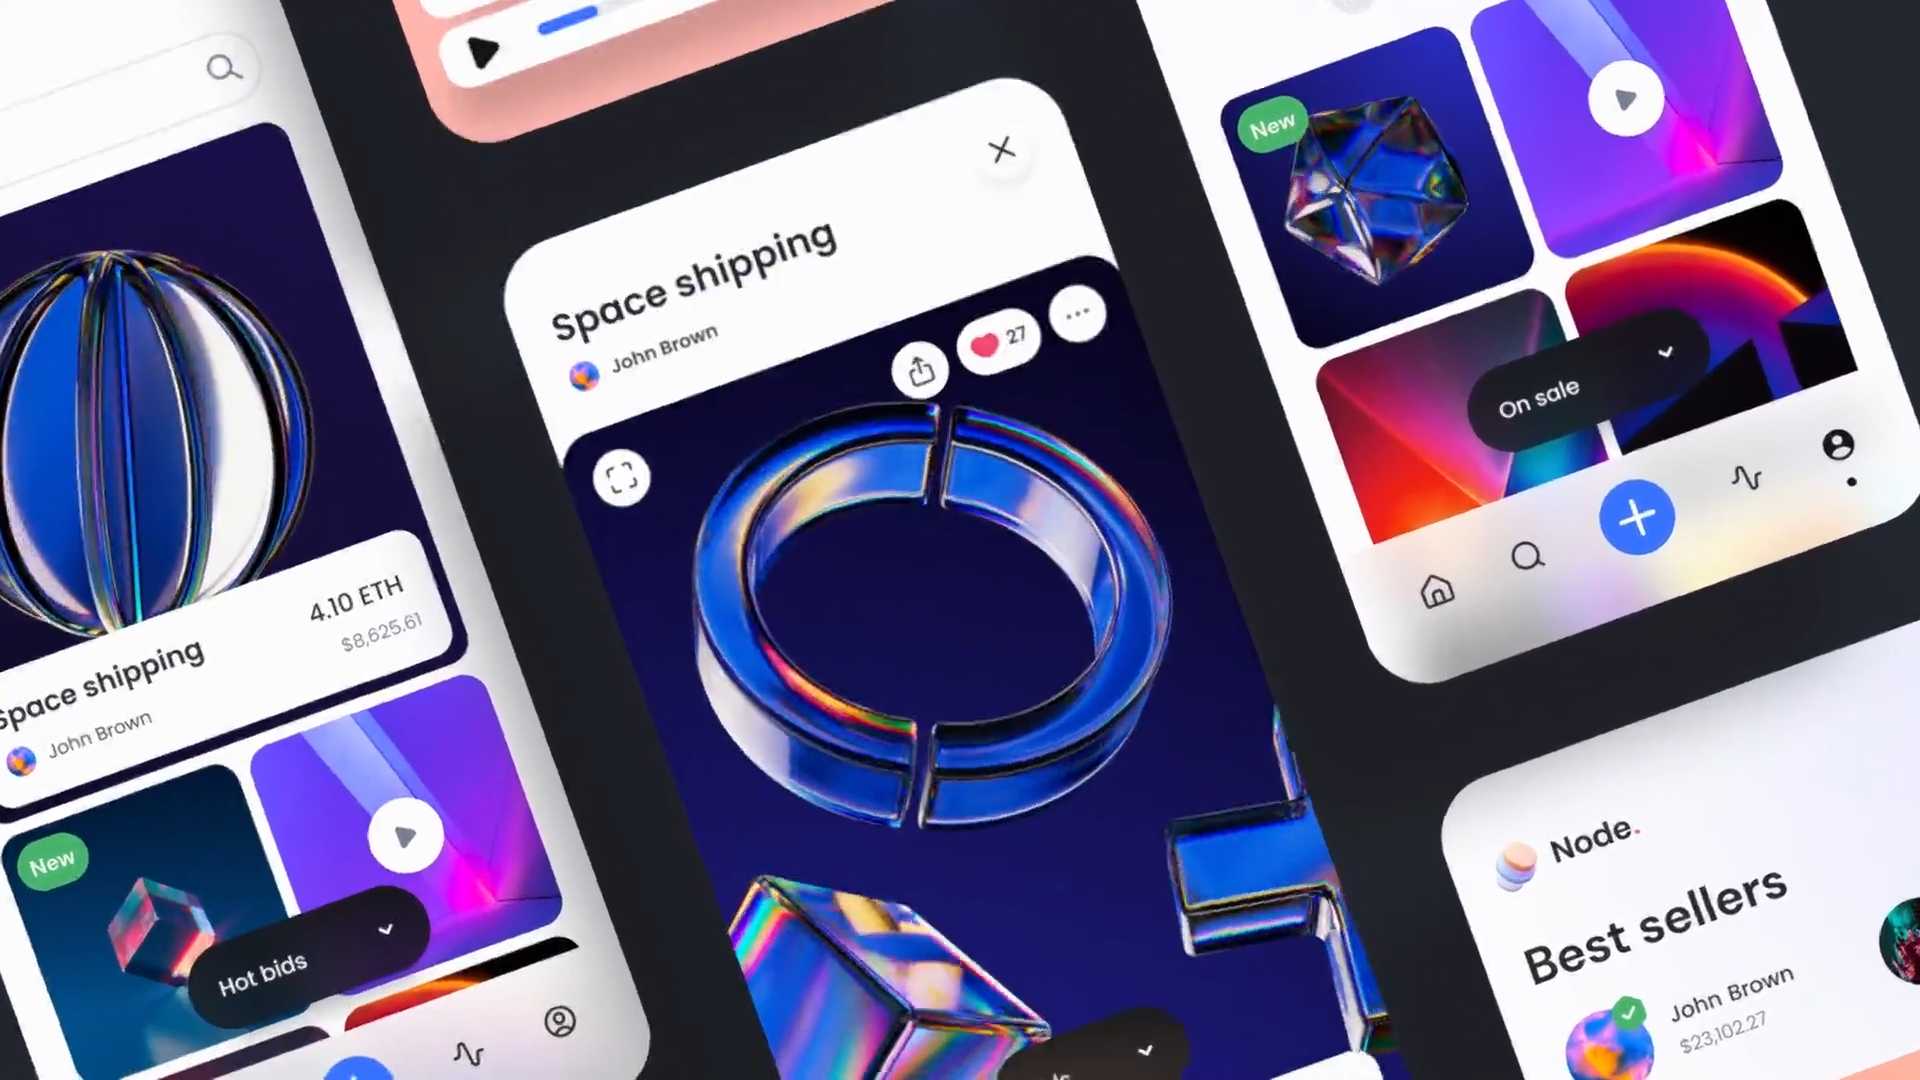 Space shipping
4.10 ETH
John Brown
$8,625.61
New
Hot bids
Space shipping
John Brown
27
New
On sale
Node.
Best sellers
John Brown
$23,102.27